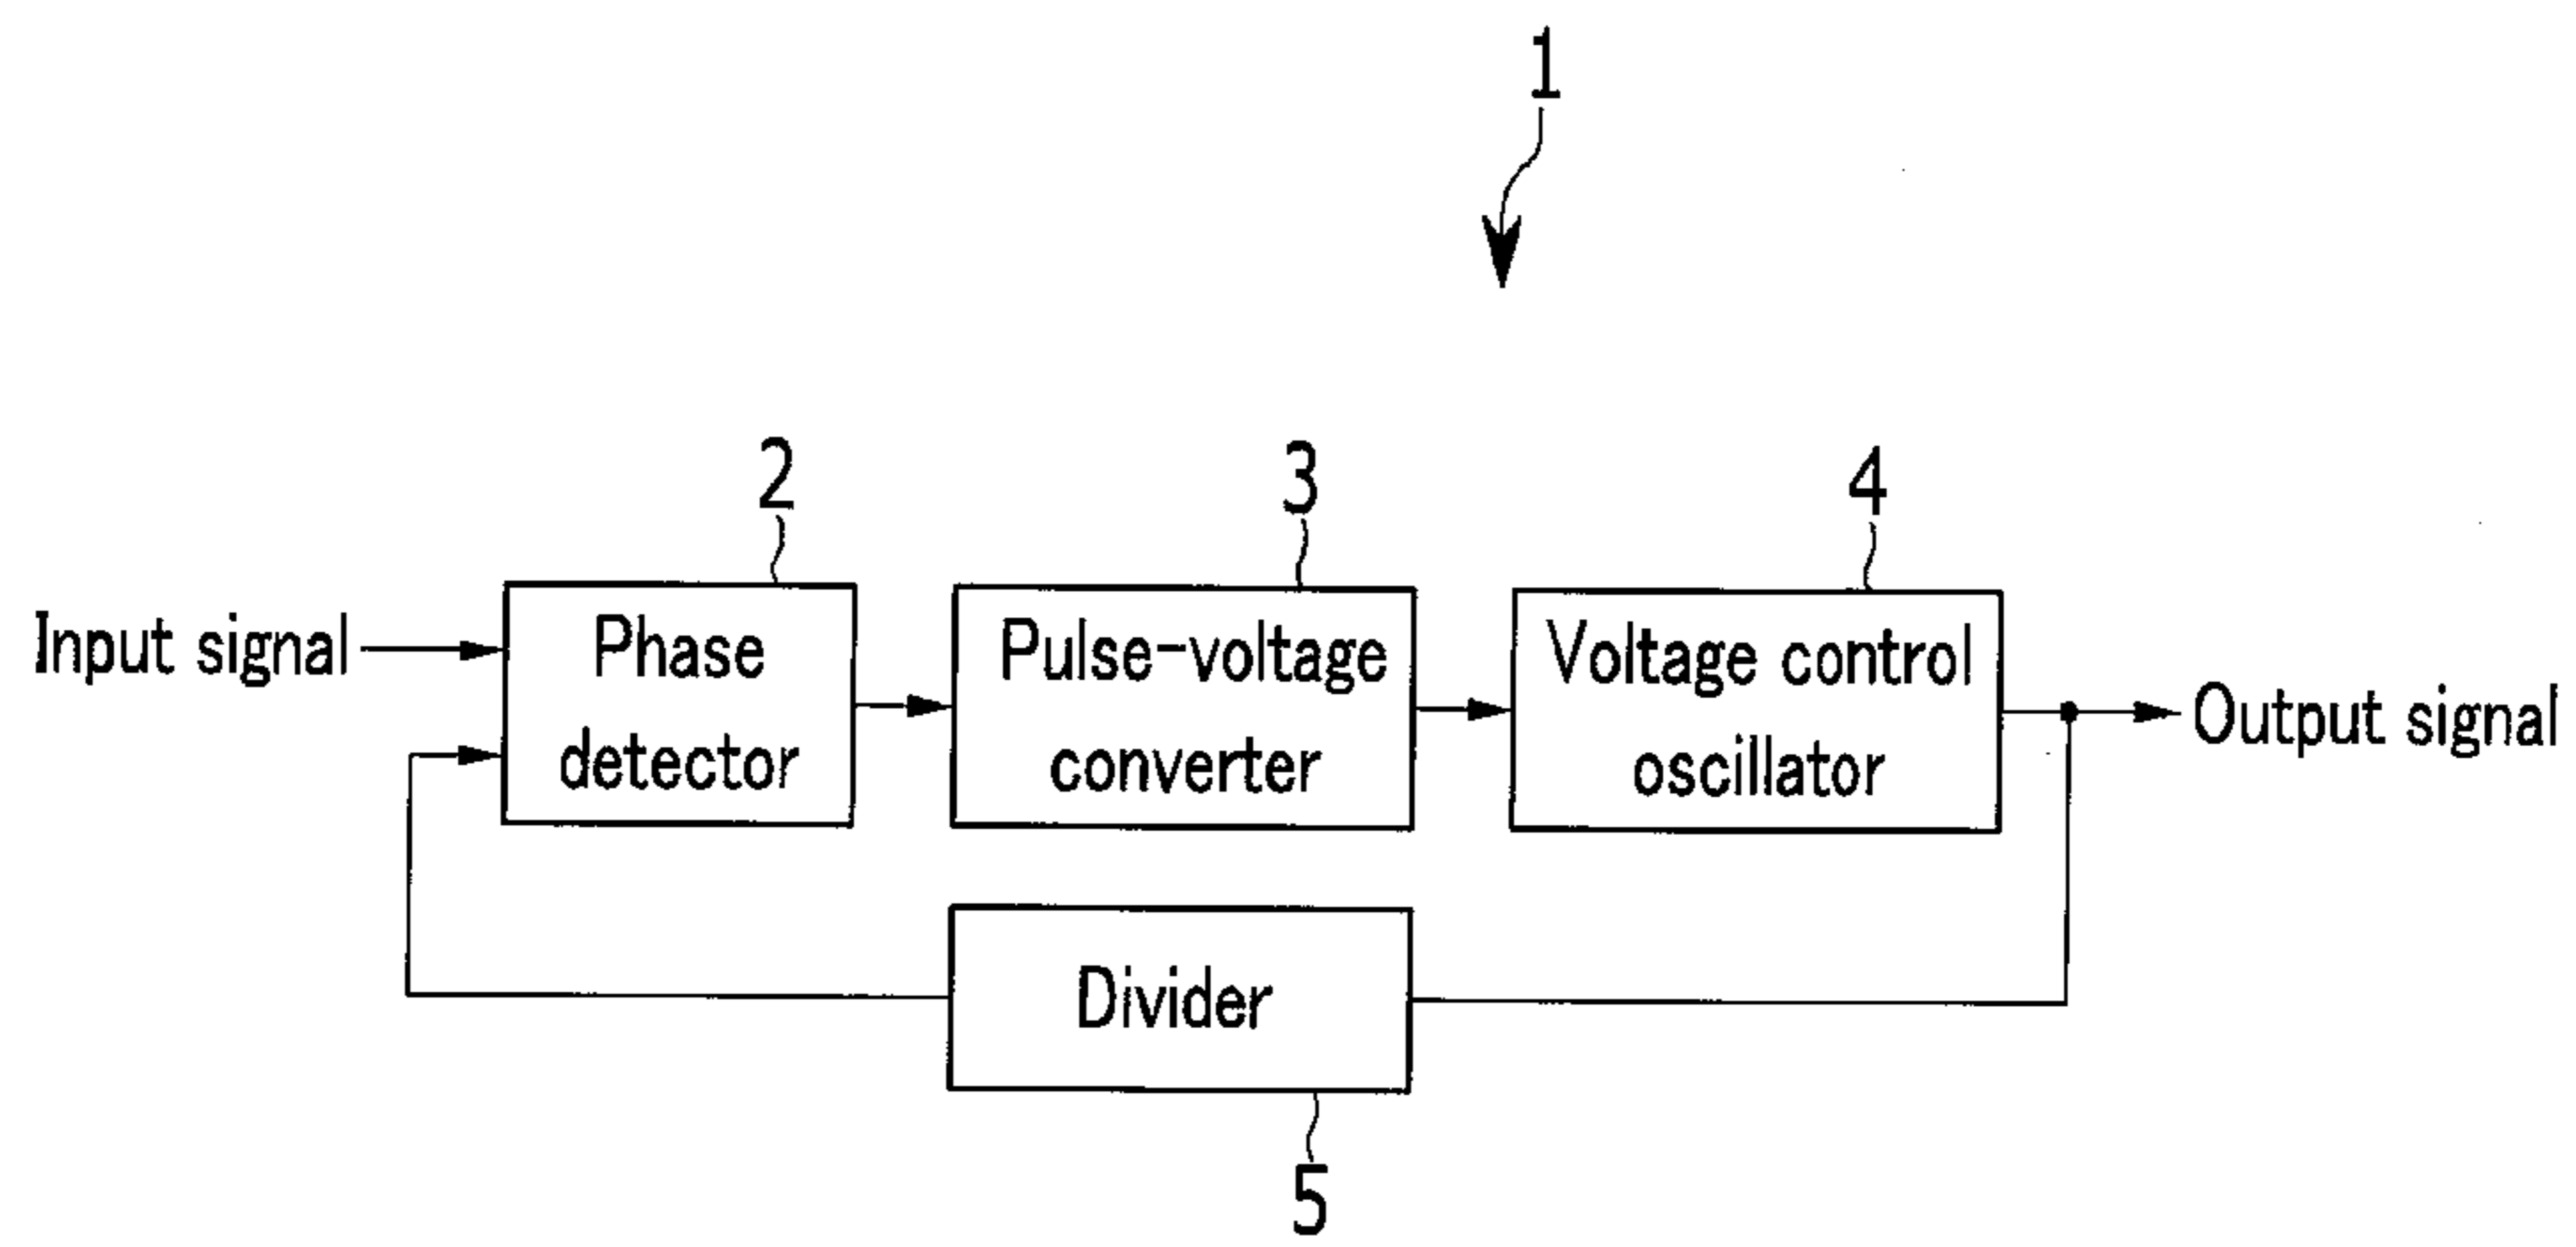 1
2
3
4
Input signal
Phase
detector
Pulse-voltage
converter
Voltage control
oscillator
Output signal
Divider
5